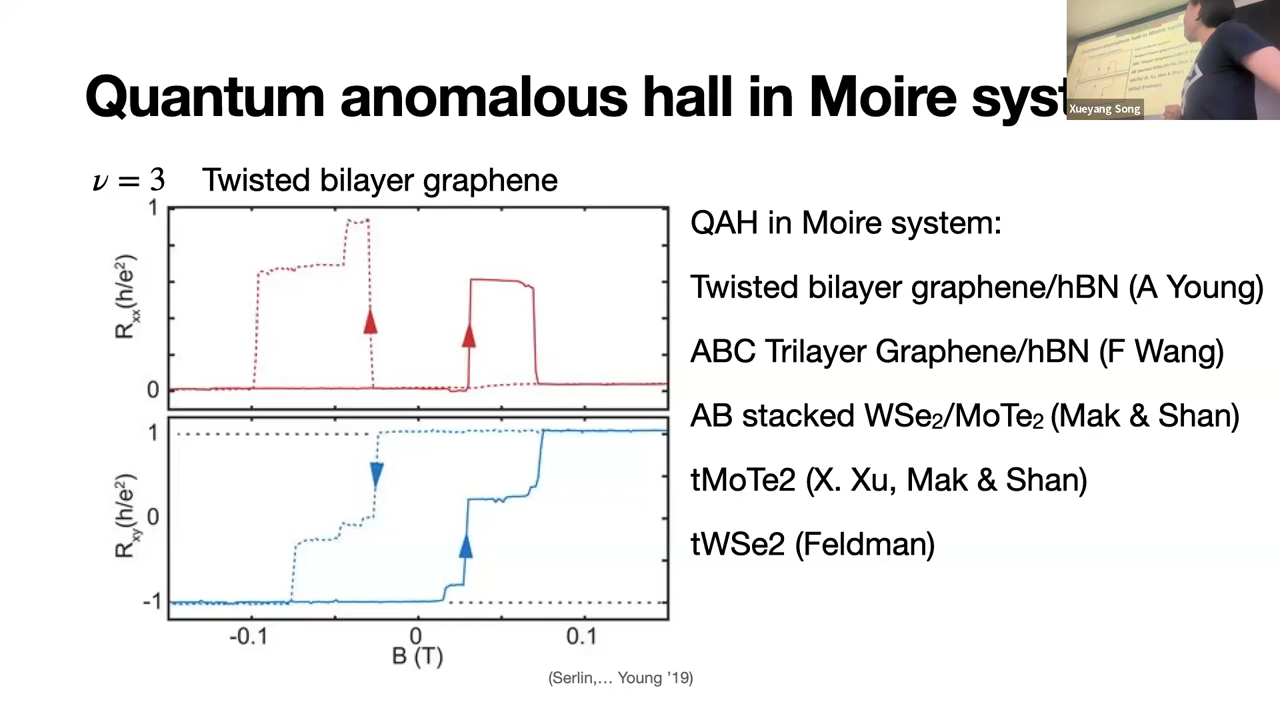 Quantum anomalous hall in Moire syst
Xueyang Song
ν = 3 Twisted bilayer graphene
1
0
Rxx(h/e²)
1
0
-1
Rxy(h/e²)
-0.1
0
0.1
B (T)
(Serlin,... Young '19)
QAH in Moire system:
Twisted bilayer graphene/hBN (A Young)
ABC Trilayer Graphene/hBN (F Wang)
AB stacked WSe₂/MoTe₂ (Mak & Shan)
tMoTe2 (X. Xu, Mak & Shan)
tWSe2 (Feldman)